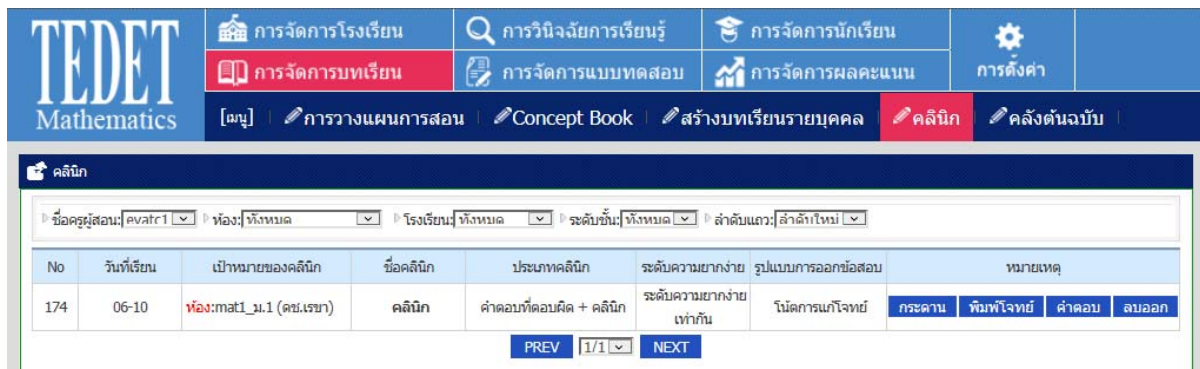 TEDET
Mathematics
การจัดการโรงเรียน การวินิจฉัยการเรียนรู้ การจัดการนักเรียน
การจัดการบทเรียน การจัดการแบบทดสอบ การจัดการผลคะแนน การตั้งค่า
[เมนู] การวางแผนการสอน Concept Book สร้างบทเรียนรายบุคคล คลินิก คลังต้นฉบับ
คลินิก
ชื่อครูผู้สอน: evatc1 ห้อง: ทั้งหมด โรงเรียน: ทั้งหมด ระดับชั้น: ทั้งหมด ลำดับแถว: ลำดับใหม่
No วันที่เรียน เป้าหมายของคลินิก ชื่อคลินิก ประเภทคลินิก ระดับความยากง่าย รูปแบบการออกข้อสอบ หมายเหตุ
174 06-10 ห้อง:mat1_ม.1 (ดช.เรขา) คลินิก คำตอบที่ตอบผิด + คลินิก ระดับความยากง่าย โน้ตการแก้โจทย์ กระดาน พิมพ์โจทย์ คำตอบ ลบออก
เท่ากัน
PREV 1/1 NEXT